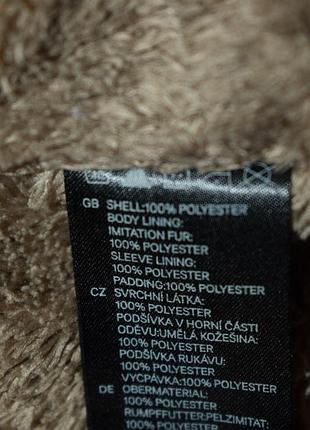 GB SHELL:100% POLYESTER
BODY LINING:
IMITATION FUR:
100% POLYESTER
SLEEVE LINING:
100% POLYESTER
PADDING:100% POLYESTER
CZ SVRCHNÍ LÁTKA:
100% POLYESTER
PODŠÍVKA V HORNÍ ČÁSTI
ODĚVU:UMĚLÁ KOŽEŠINA:
100% POLYESTER
PODŠÍVKA RUKÁVU:
100% POLYESTER
VYCPÁVKA:100% POLYESTER
DE OBERMATERIAL:
100% POLYESTER
RUMPFFUTTER:PELZIMITAT:
100% POLYESTER